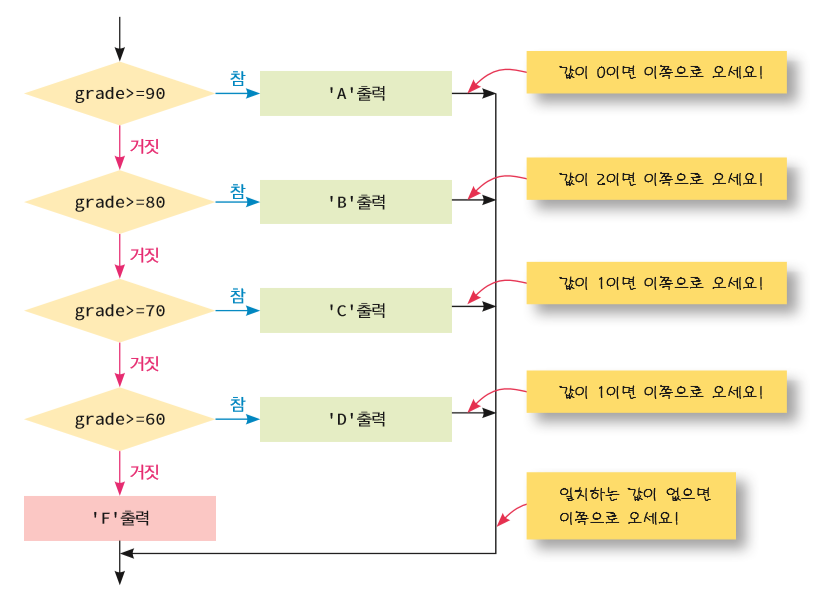 참
값이 0이면 이쪽으로 오세요!
grade>=90
'A'출력
거짓
참
값이 2이면 이쪽으로 오세요!
grade>=80
'B'출력
거짓
참
값이 1이면 이쪽으로 오세요!
grade>=70
'C'출력
거짓
참
값이 1이면 이쪽으로 오세요!
grade>=60
'D'출력
거짓
일치하는 값이 없으면
이쪽으로 오세요!
'F'출력